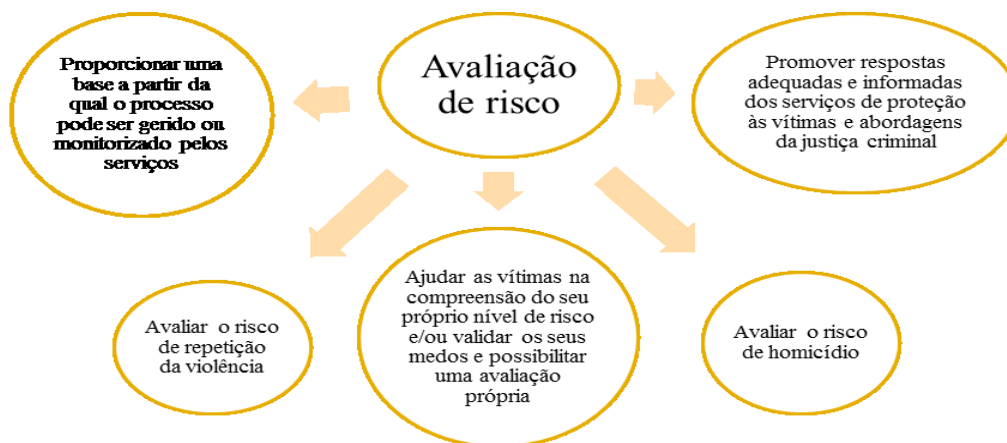 Avaliação
de risco
Proporcionar uma
base a partir da
qual o processo
pode ser gerido ou
monitorizado pelos
serviços
Promover respostas
adequadas e informadas
dos serviços de proteção
às vítimas e abordagens
da justiça criminal
Avaliar o risco
de repetição
da violência
Ajudar as vítimas na
compreensão do seu
próprio nível de risco
e/ou validar os seus
medos e possibilitar
uma avaliação
própria
Avaliar o risco
de homicídio